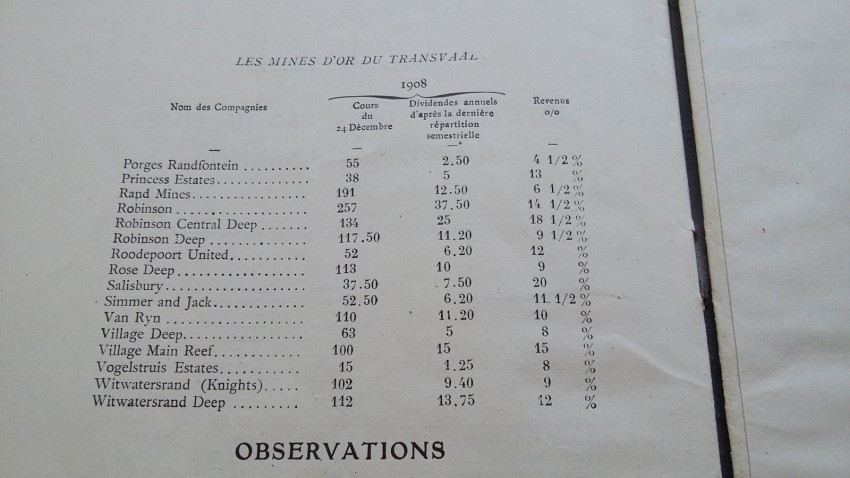 LES MINES D'OR DU TRANSVAAL
1908
Nom des Compagnies Cours du 24 Décembre Dividendes annuels d'après la dernière répartition semestrielle Revenus o/o
Porges Randfontein .......... 55 2.50 4 1/2 %
Princess Estates............. 38 5 13 %
Rand Mines................. 191 12.50 6 1/2 %
Robinson .................. 257 37.50 14 1/2 %
Robinson Central Deep ....... 134 25 18 1/2 %
Robinson Deep .............. 117.50 11.20 9 1/2 %
Roodepoort United........... 52 6.20 12 %
Rose Deep.................. 113 10 9 %
Salisbury.................... 37.50 7.50 20 %
Simmer and Jack............. 52.50 6.20 11 1/2 %
Van Ryn ................... 110 11.20 10 %
Village Deep................. 63 5 8 %
Village Main Reef............ 100 15 15 %
Vogelstruis Estates............ 15 1.25 8 %
Witwatersrand (Knights)..... 102 9.40 9 %
Witwatersrand Deep ......... 112 13.75 12 %
OBSERVATIONS